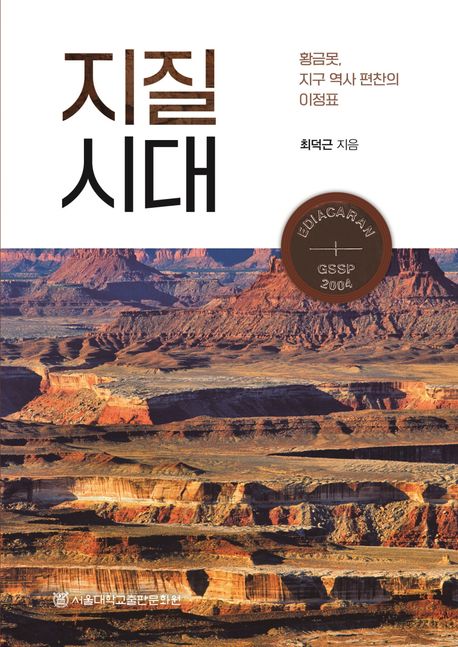 지질
시대
황금못,
지구 역사 편찬의
이정표
최덕근 지음
EDIACARAN
GSSP
2004
서울대학교출판문화원